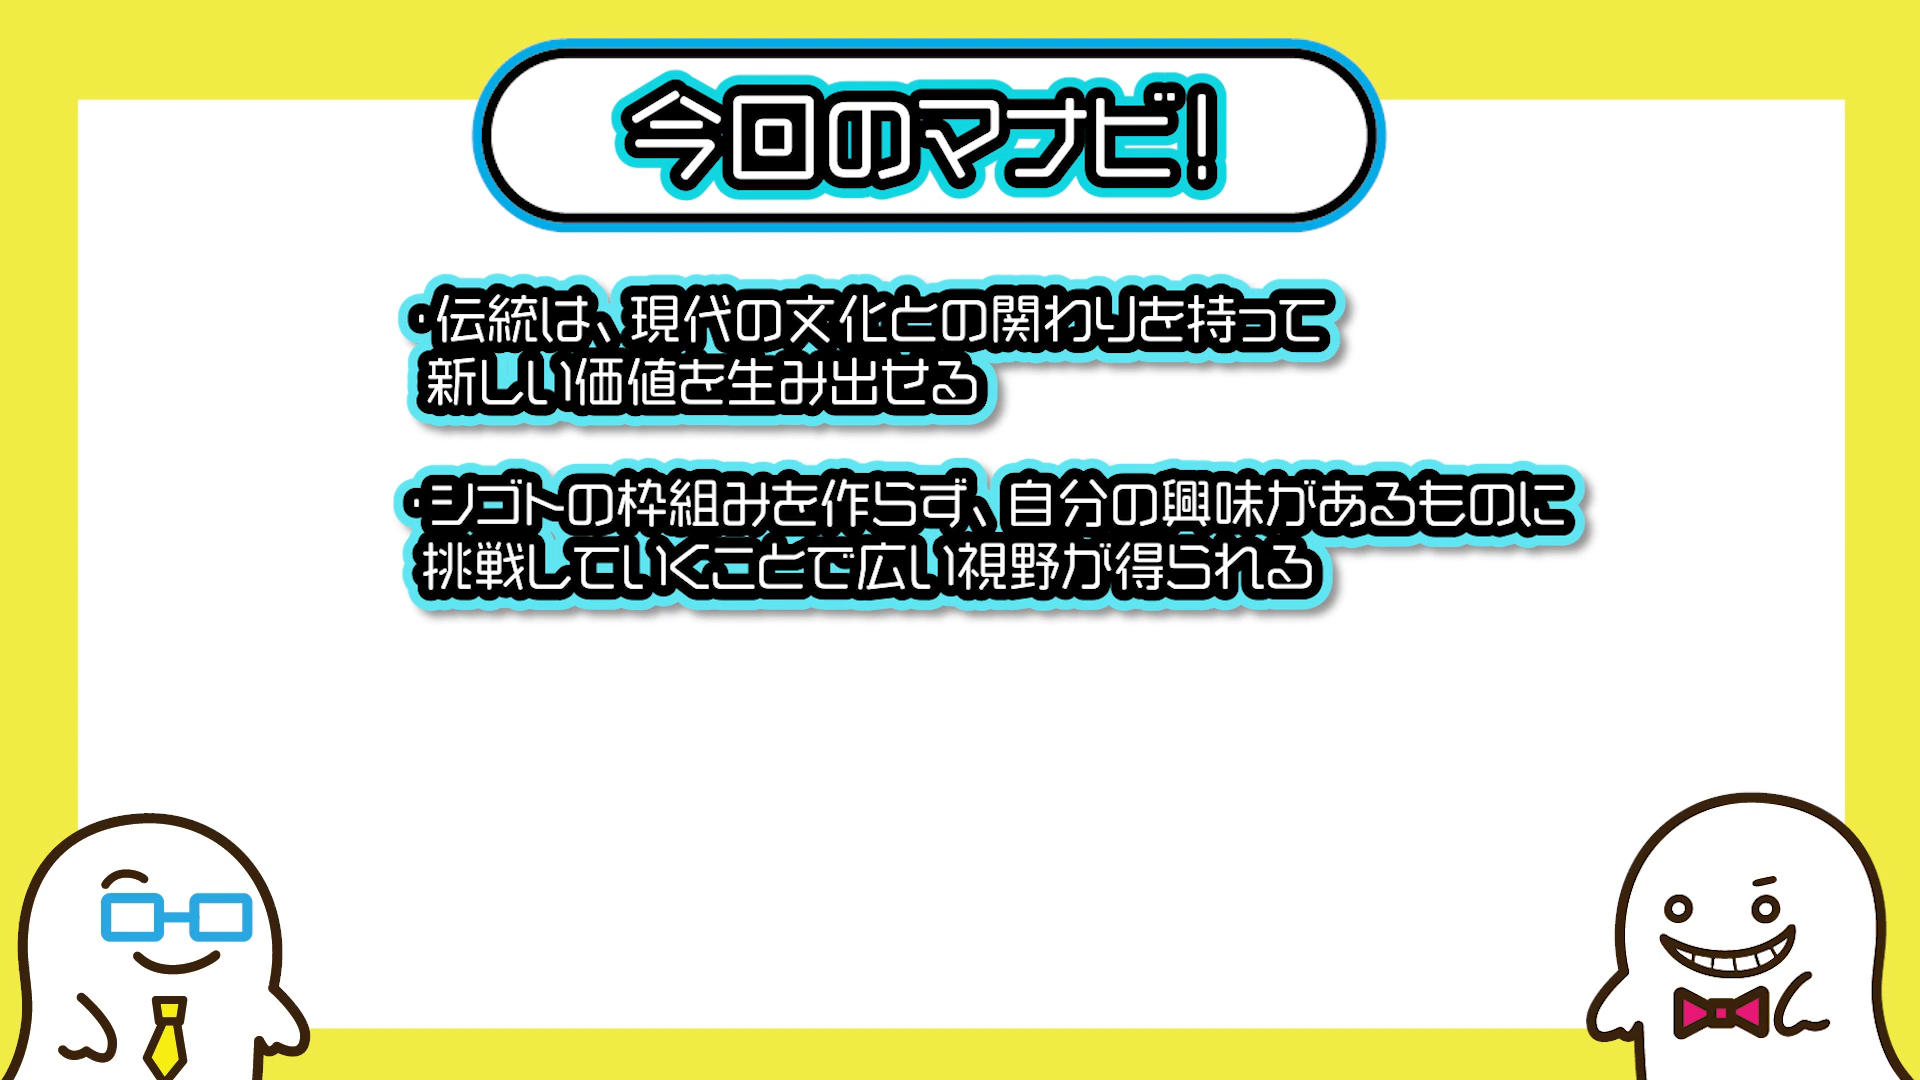 今回のマナビ!
・伝統は、現代の文化との関わりを持って
新しい価値を生み出せる
・シゴトの枠組みを作らず、自分の興味があるものに
挑戦していくことで広い視野が得られる